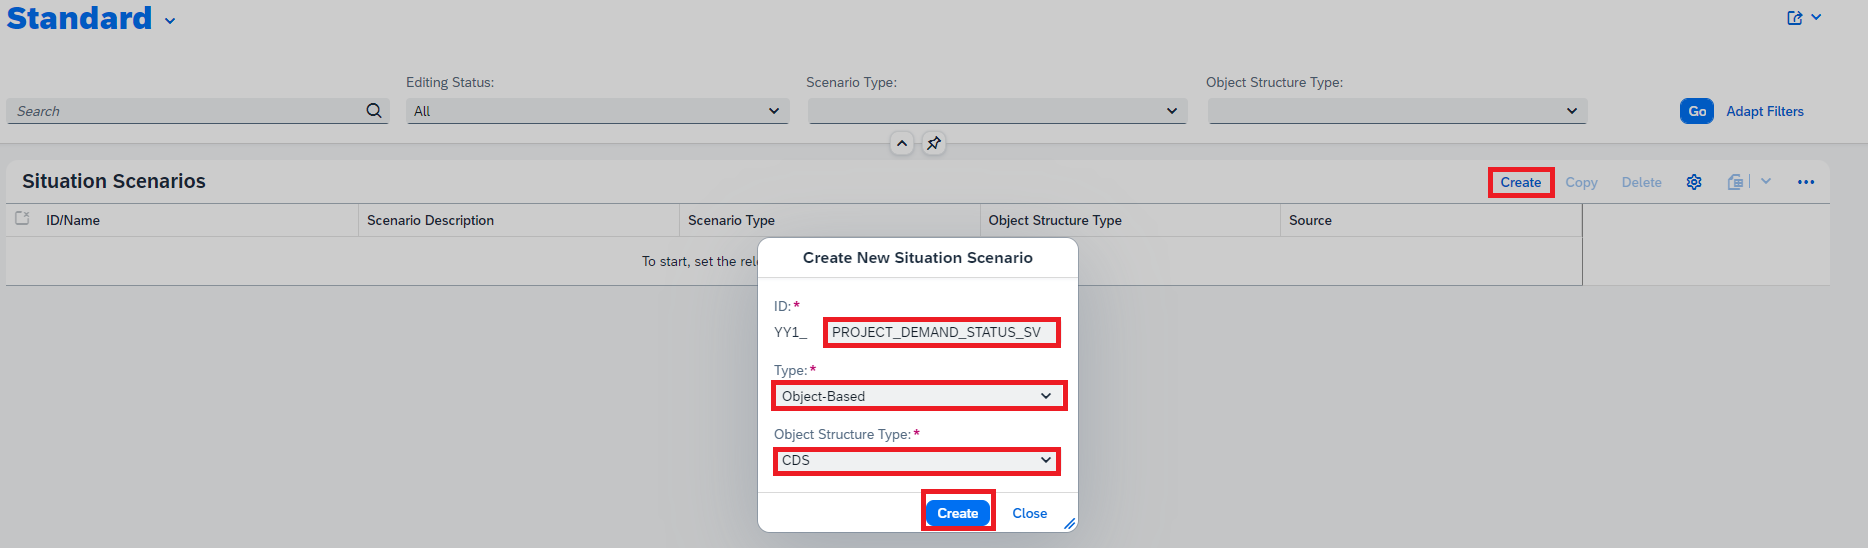 Standard
Editing Status:
Scenario Type:
Object Structure Type:
Search
All
Go
Adapt Filters
Situation Scenarios
Create
Copy
Delete
ID/Name
Scenario Description
Scenario Type
Object Structure Type
Source
To start, set the rel
Create New Situation Scenario
ID:*
YY1_ PROJECT_DEMAND_STATUS_SV
Type:*
Object-Based
Object Structure Type:*
CDS
Create
Close